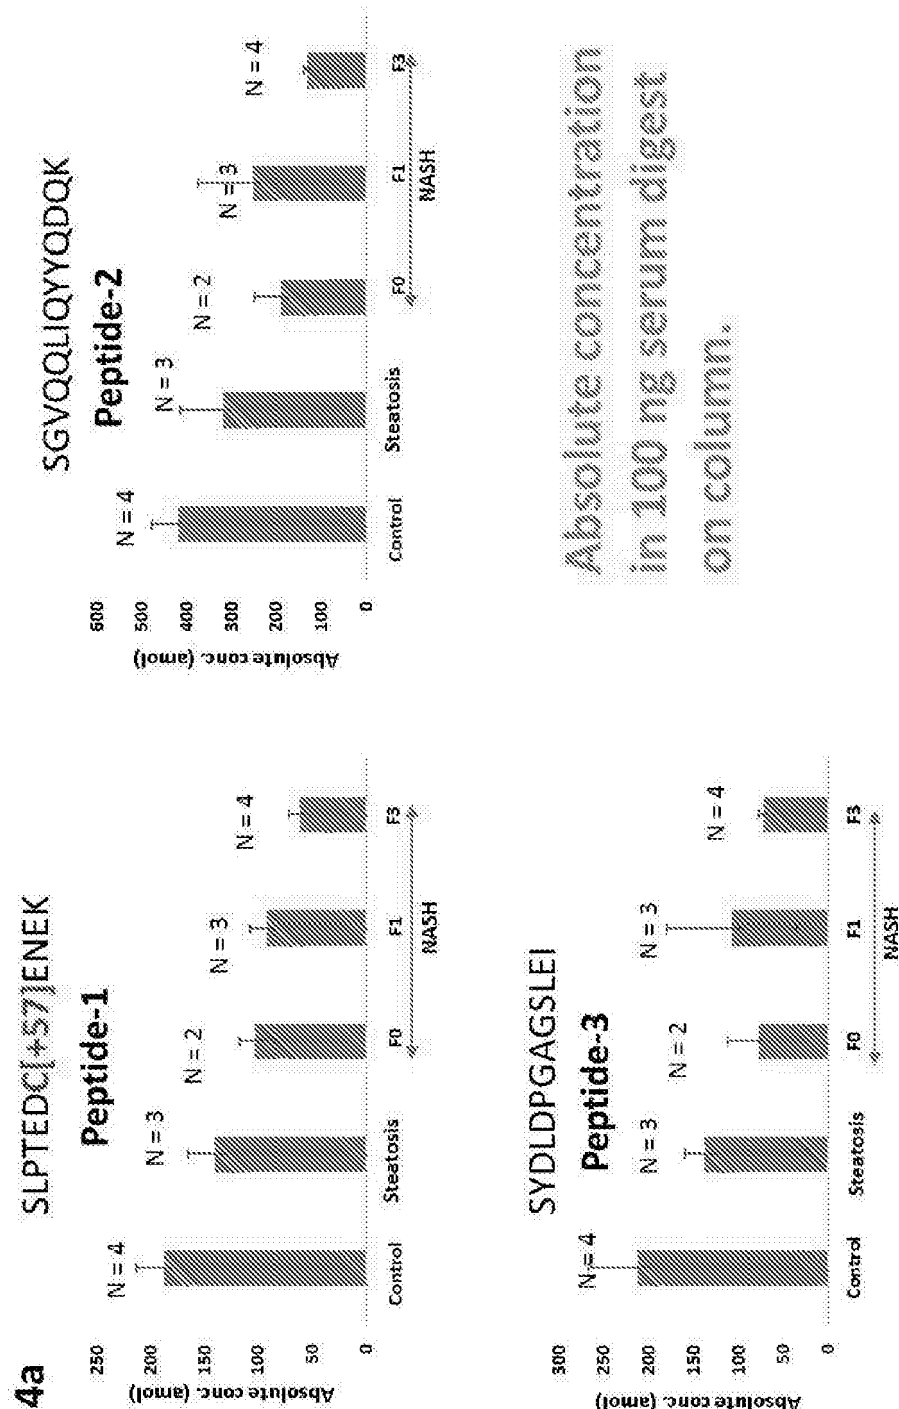 4a
SLPTEDC[+57]ENEK
Peptide-1
Absolute conc. (amol)
250
200
150
100
50
0
N = 4
N = 3
N = 2
N = 3
N = 4
Control
Steatosis
F0
F1
F3
NASH
SGVQQLIQYYQDQK
Peptide-2
Absolute conc. (amol)
600
500
400
300
200
100
0
N = 4
N = 3
N = 2
N = 3
N = 4
Control
Steatosis
F0
F1
F3
NASH
SYDLDPGAGSLEI
Peptide-3
Absolute conc. (amol)
300
250
200
150
100
50
0
N = 4
N = 3
N = 2
N = 3
N = 4
Control
Steatosis
F0
F1
F3
NASH
Absolute concentration
in 100 ng serum digest
on column.